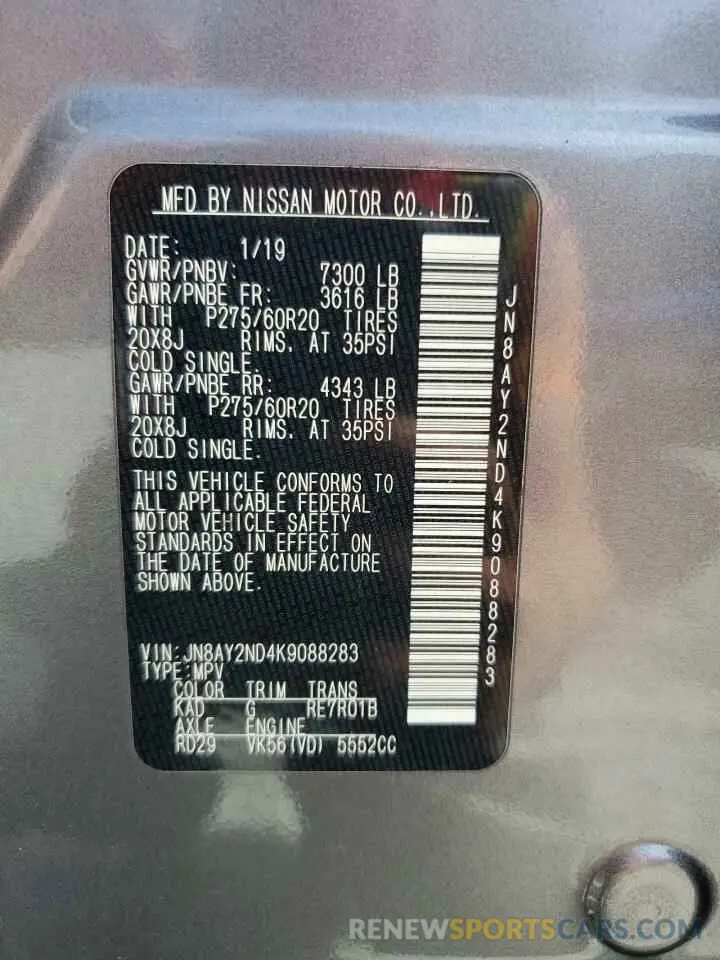 MFD BY NISSAN MOTOR CO.,LTD.
DATE: 1/19
GVWR/PNBV: 7300 LB
GAWR/PNBE FR: 3616 LB
WITH P275/60R20 TIRES
20X8J RIMS. AT 35PSI
COLD SINGLE.
GAWR/PNBE RR: 4343 LB
WITH P275/60R20 TIRES
20X8J RIMS. AT 35PSI
COLD SINGLE.
THIS VEHICLE CONFORMS TO
ALL APPLICABLE FEDERAL
MOTOR VEHICLE SAFETY
STANDARDS IN EFFECT ON
THE DATE OF MANUFACTURE
SHOWN ABOVE.
VIN:JN8AY2ND4K9088283
TYPE:MPV
COLOR TRIM TRANS
KAD G RE7R01B
AXLE ENGINE
RD29 VK56(VD) 5552CC
JN8AY2ND4K9088283
RENEWSPORTSCARS.COM